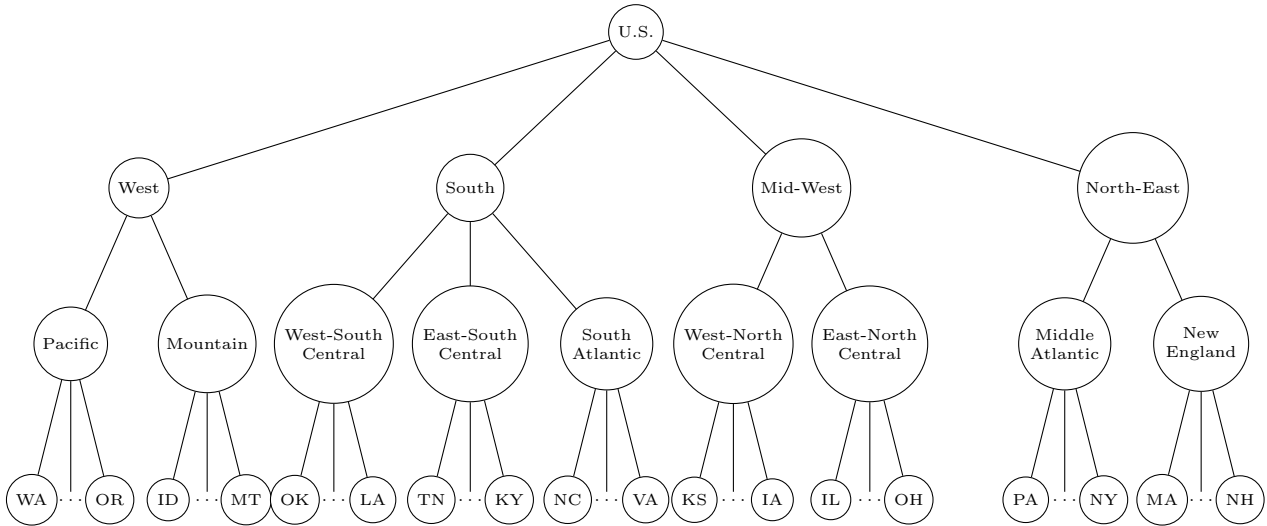 U.S.
West
South
Mid-West
North-East
Pacific
Mountain
West-South
Central
East-South
Central
South
Atlantic
West-North
Central
East-North
Central
Middle
Atlantic
New
England
WA ··· OR
ID ··· MT
OK ··· LA
TN ··· KY
NC ··· VA
KS ··· IA
IL ··· OH
PA ··· NY
MA ··· NH